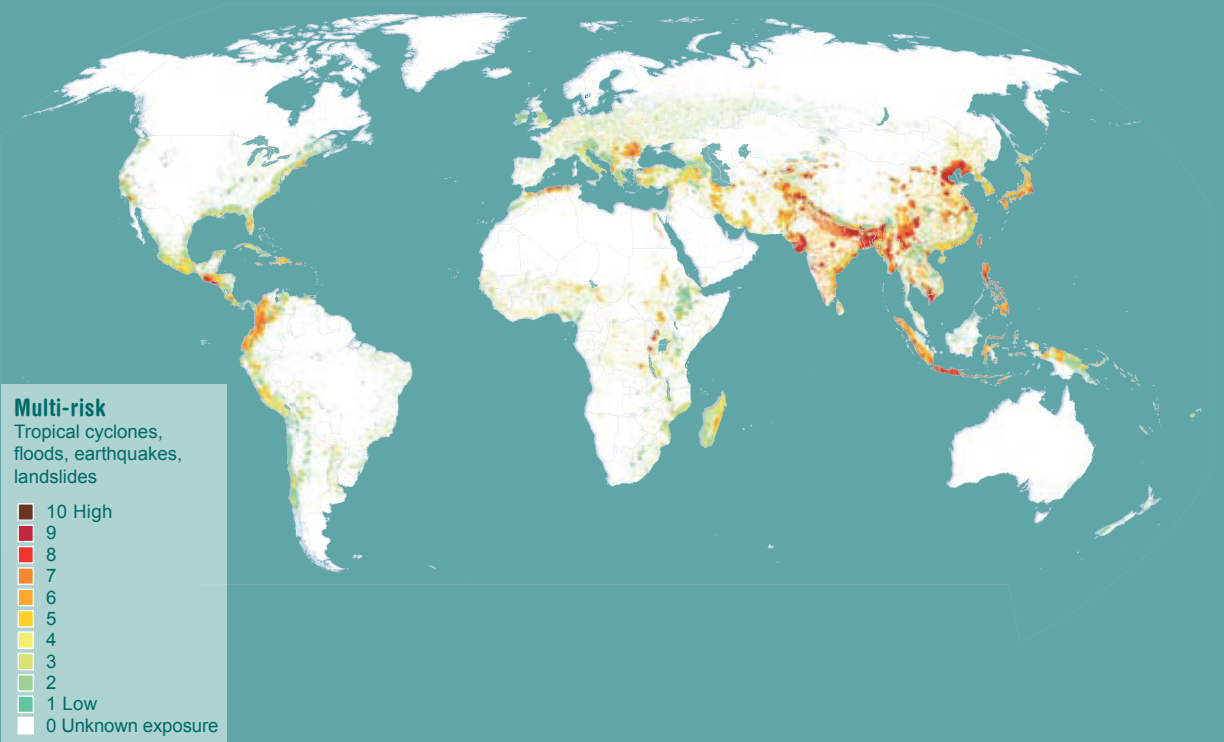 Multi-risk
Tropical cyclones,
floods, earthquakes,
landslides
10 High
9
8
7
6
5
4
3
2
1 Low
0 Unknown exposure